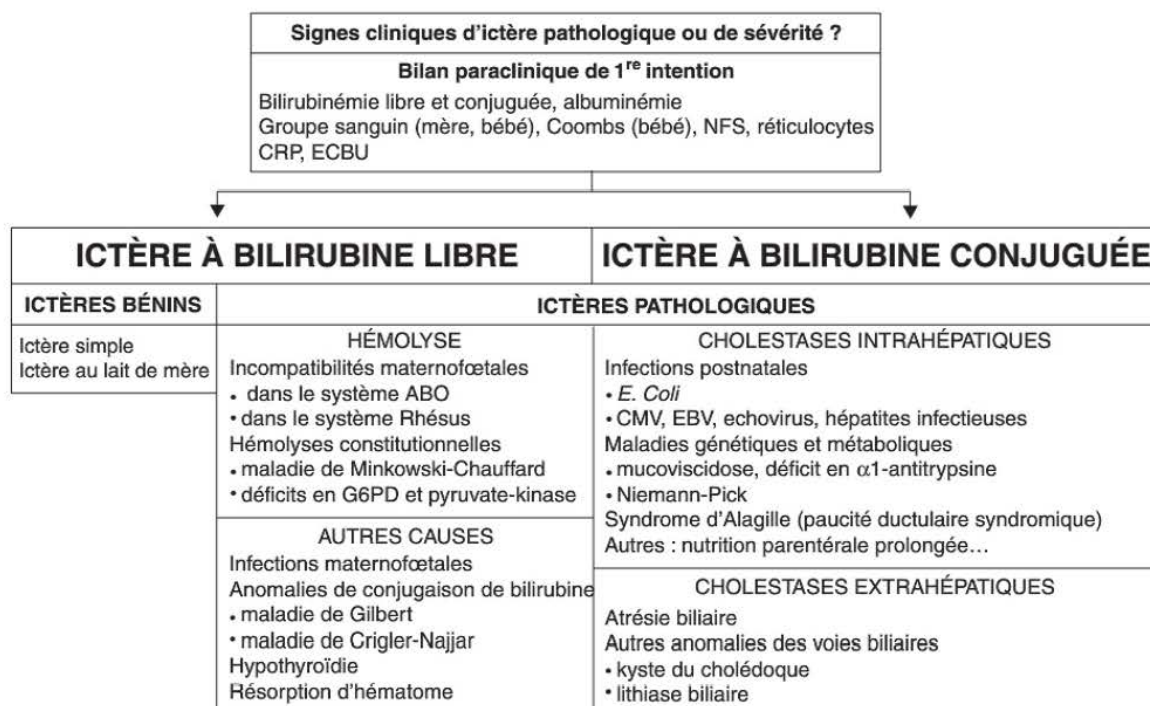 Signes cliniques d'ictère pathologique ou de sévérité ?
Bilan paraclinique de 1re intention
Bilirubinémie libre et conjuguée, albuminémie
Groupe sanguin (mère, bébé), Coombs (bébé), NFS, réticulocytes
CRP, ECBU
ICTÈRE À BILIRUBINE LIBRE
ICTÈRE À BILIRUBINE CONJUGUÉE
ICTÈRES BÉNINS
ICTÈRES PATHOLOGIQUES
Ictère simple
Ictère au lait de mère
HÉMOLYSE
Incompatibilités maternofœtales
• dans le système ABO
• dans le système Rhésus
Hémolyses constitutionnelles
• maladie de Minkowski-Chauffard
• déficits en G6PD et pyruvate-kinase
AUTRES CAUSES
Infections maternofœtales
Anomalies de conjugaison de bilirubine
• maladie de Gilbert
• maladie de Crigler-Najjar
Hypothyroïdie
Résorption d'hématome
CHOLESTASES INTRAHÉPATIQUES
Infections postnatales
• E. Coli
• CMV, EBV, echovirus, hépatites infectieuses
Maladies génétiques et métaboliques
• mucoviscidose, déficit en α1-antitrypsine
• Niemann-Pick
Syndrome d'Alagille (paucité ductulaire syndromique)
Autres : nutrition parentérale prolongée…
CHOLESTASES EXTRAHÉPATIQUES
Atrésie biliaire
Autres anomalies des voies biliaires
• kyste du cholédoque
• lithiase biliaire